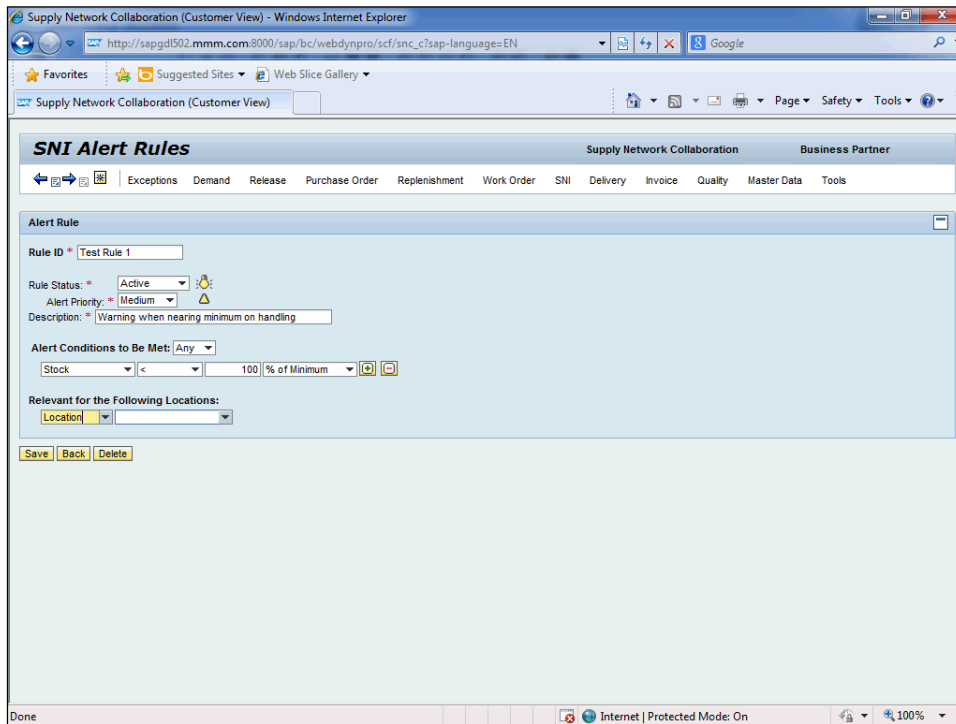 Supply Network Collaboration (Customer View) - Windows Internet Explorer
http://sapgdl502.mmm.com:8000/sap/bc/webdynpro/scf/snc_c?sap-language=EN
Google
Favorites Suggested Sites Web Slice Gallery
Supply Network Collaboration (Customer View)
Page Safety Tools
SNI Alert Rules Supply Network Collaboration Business Partner
Exceptions Demand Release Purchase Order Replenishment Work Order SNI Delivery Invoice Quality Master Data Tools
Alert Rule
Rule ID * Test Rule 1
Rule Status: * Active
Alert Priority: * Medium
Description: * Warning when nearing minimum on handling
Alert Conditions to Be Met: Any
Stock < 100 % of Minimum
Relevant for the Following Locations:
Location
Save Back Delete
Done Internet | Protected Mode: On 100%